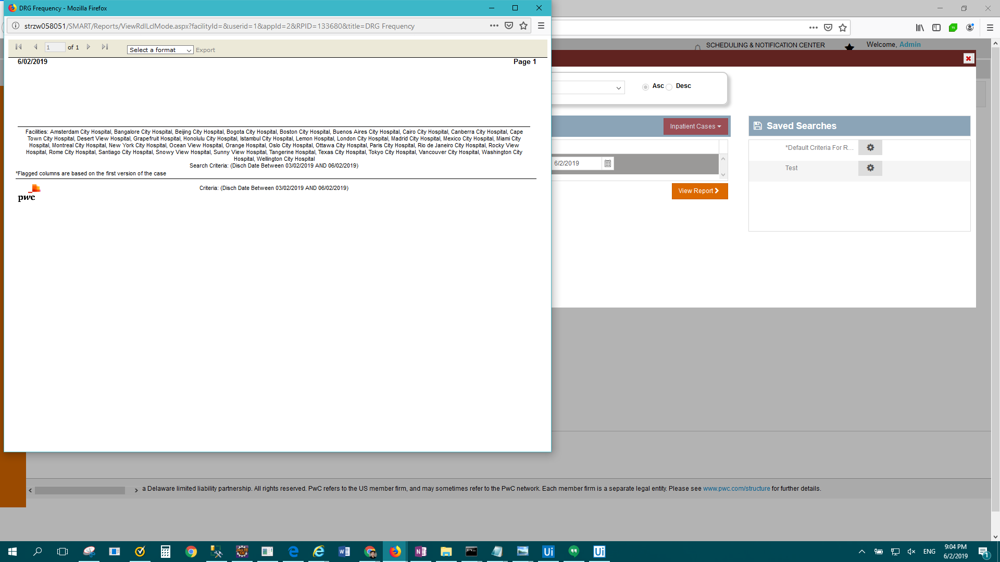 DRG Frequency - Mozilla Firefox
strzw058051/SMART/Reports/ViewRdlLclMode.aspx?facilityId=&userid=1&appId=2&RPID=133680&title=DRG Frequency
1 of 1 Select a format Export
6/02/2019 Page 1
Facilities: Amsterdam City Hospital, Bangalore City Hospital, Beijing City Hospital, Bogota City Hospital, Boston City Hospital, Buenos Aires City Hospital, Cairo City Hospital, Canberra City Hospital, Cape
Town City Hospital, Desert View Hospital, Grapefruit Hospital, Honolulu City Hospital, Istambul City Hospital, Lemon Hospital, London City Hospital, Madrid City Hospital, Mexico City Hospital, Miami City
Hospital, Montreal City Hospital, New York City Hospital, Ocean View Hospital, Orange Hospital, Oslo City Hospital, Ottawa City Hospital, Paris City Hospital, Rio de Janeiro City Hospital, Rocky View
Hospital, Rome City Hospital, Santiago City Hospital, Snowy View Hospital, Sunny View Hospital, Tangerine Hospital, Texas City Hospital, Tokyo City Hospital, Vancouver City Hospital, Washington City
Hospital, Wellington City Hospital
Search Criteria: (Disch Date Between 03/02/2019 AND 06/02/2019)
*Flagged columns are based on the first version of the case
pwc
Criteria: (Disch Date Between 03/02/2019 AND 06/02/2019)
SCHEDULING & NOTIFICATION CENTER
Welcome, Admin
Asc Desc
Inpatient Cases
6/2/2019
View Report
Saved Searches
*Default Criteria For R...
Test
a Delaware limited liability partnership. All rights reserved. PwC refers to the US member firm, and may sometimes refer to the PwC network. Each member firm is a separate legal entity. Please see www.pwc.com/structure for further details.
ENG
9:04 PM
6/2/2019
1